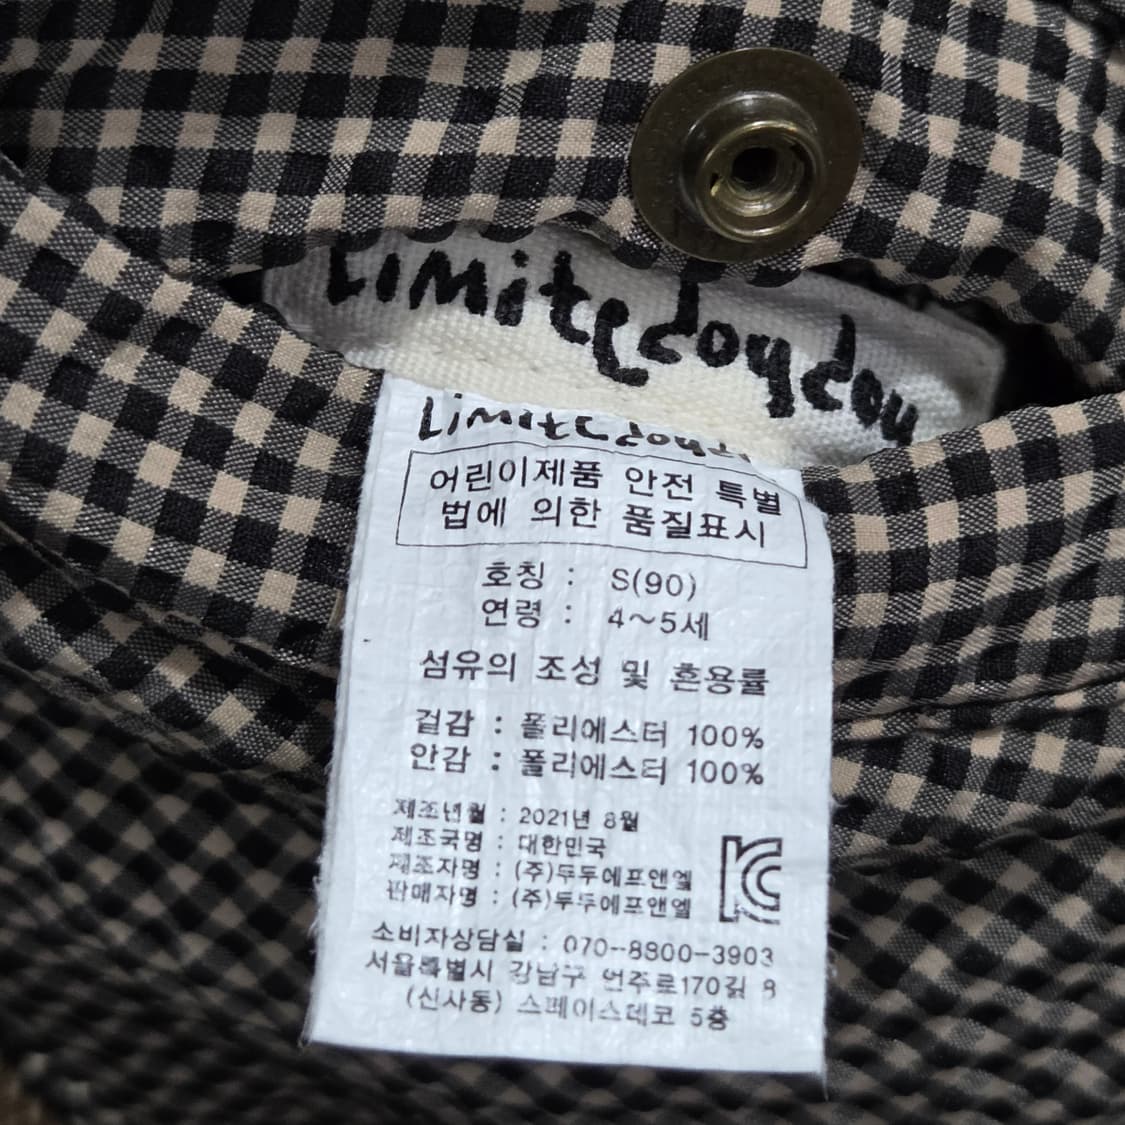 Limitedoudou
어린이제품 안전 특별
법에 의한 품질표시
호칭 : S(90)
연령 : 4~5세
섬유의 조성 및 혼용률
겉감 : 폴리에스터 100%
안감 : 폴리에스터 100%
제조년월 : 2021년 8월
제조국명 : 대한민국
제조자명 : (주)두두에프앤엘
판매자명 : (주)두두에프앤엘
소비자상담실 : 070-8800-3903
서울특별시 강남구 언주로170길 8
(신사동) 스페이스데코 5층